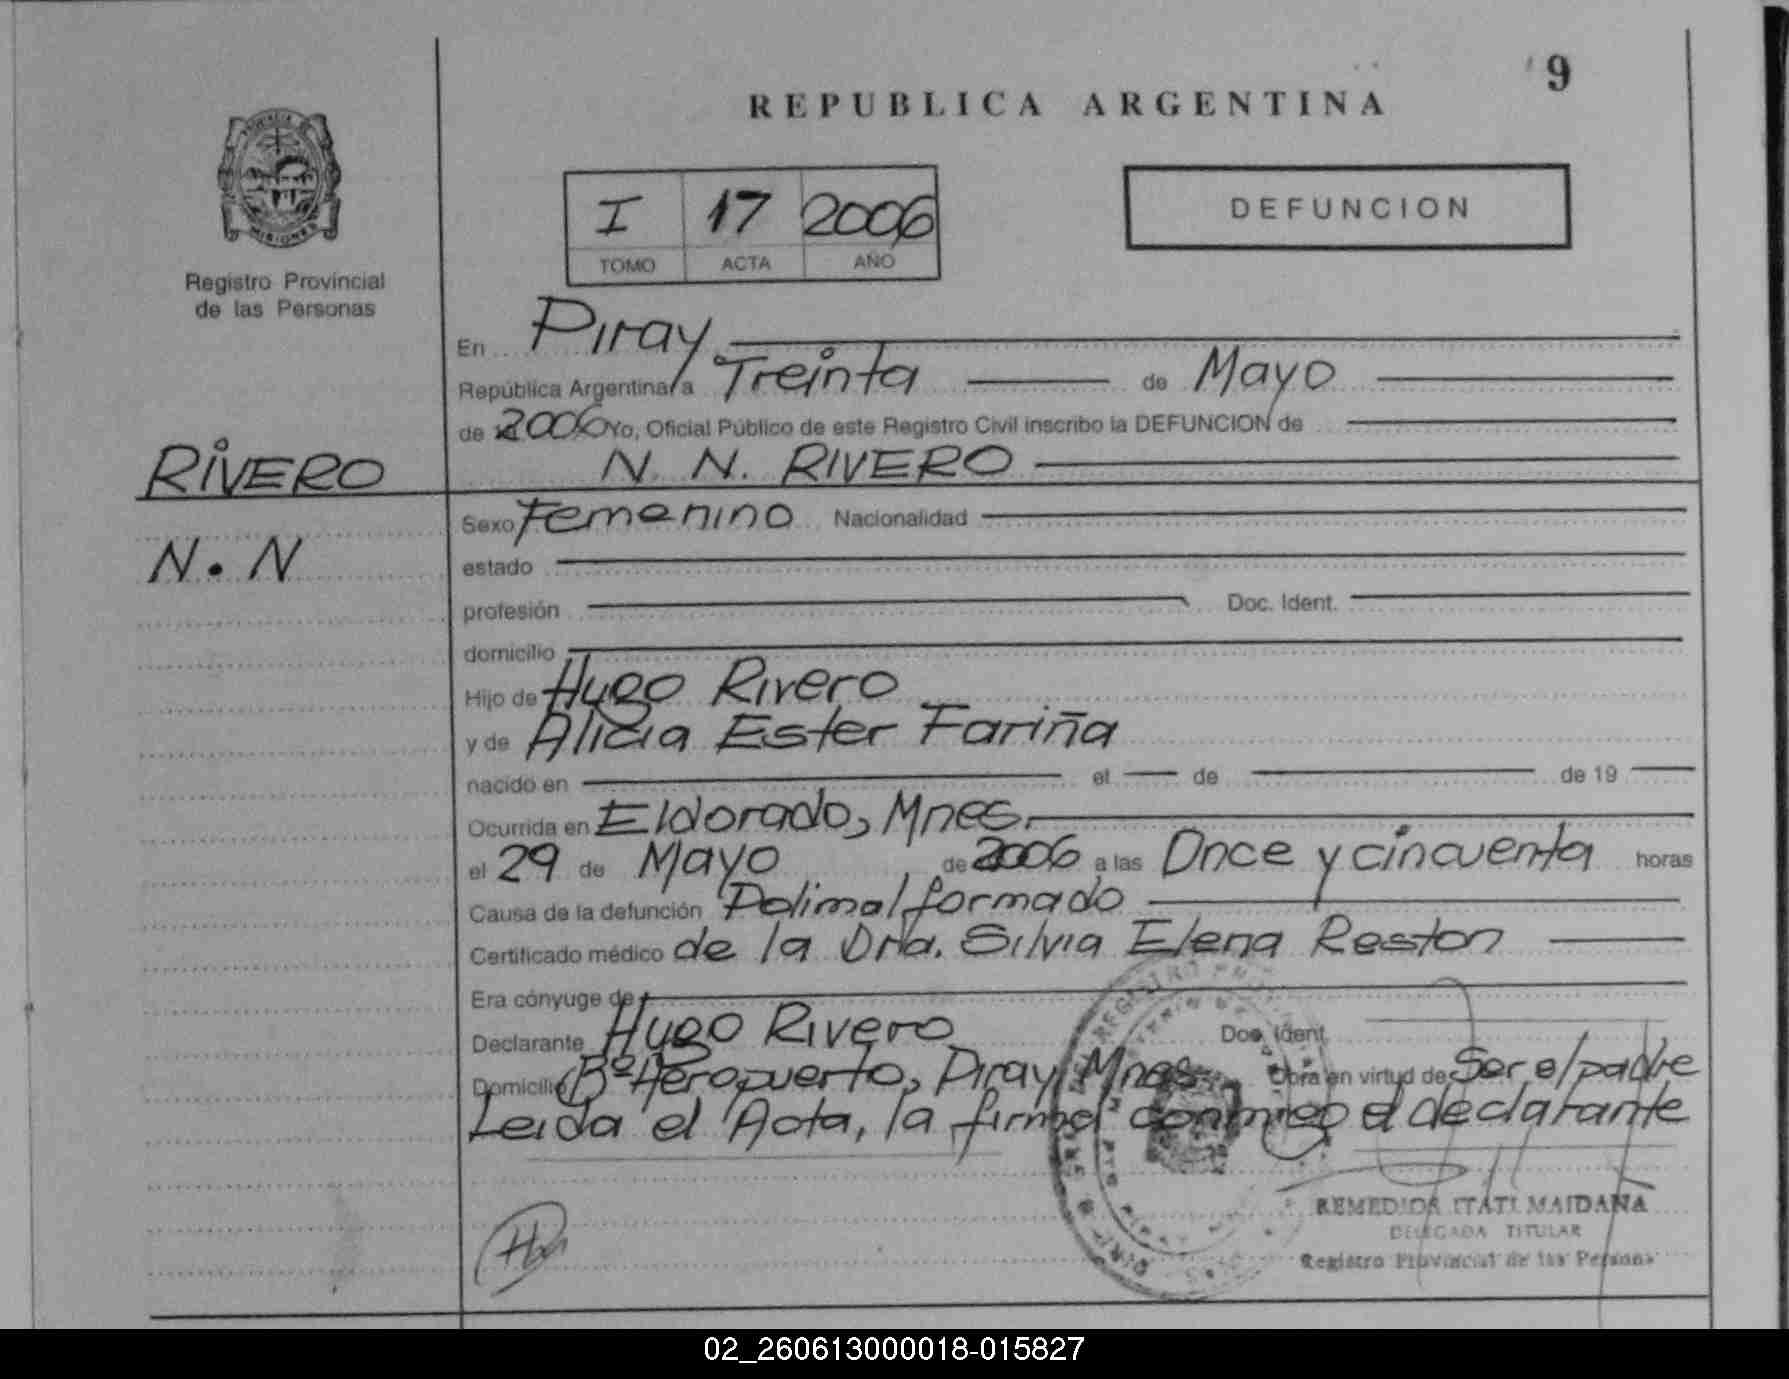 9
REPUBLICA ARGENTINA
I 17 2006
TOMO ACTA AÑO
DEFUNCION
PROVINCIA DE
MISIONES
Registro Provincial
de las Personas
En Piray,
República Argentina, a Treinta de Mayo
de 2006 Yo, Oficial Público de este Registro Civil inscribo la DEFUNCION de
N. N. RIVERO
RIVERO
N. N
Sexo Femenino Nacionalidad
estado
profesión Doc. Ident.
domicilio
Hijo de Hugo Rivero
y de Alicia Ester Fariña
nacido en el de de 19
Ocurrida en Eldorado, Mnes.
el 29 de Mayo de 2006 a las Once y cincuenta horas
Causa de la defunción Polimalformado
Certificado médico de la Dra. Silvia Elena Reston
Era cónyuge de
Declarante Hugo Rivero Doc. Ident.
Domicilio Bº Aeropuerto, Piray Mnes. Obra en virtud de Ser el padre
Leida el Acta, la firma conmigo el declarante
REMEDIOS ITATI MAIDANA
DELEGADA TITULAR
Registro Provincial de las Personas
02_260613000018-015827